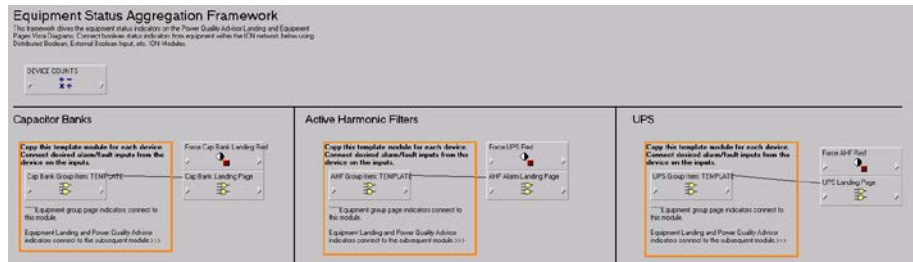 Equipment Status Aggregation Framework
This framework drives the equipment status indicators on the Power Quality Advisor Landing and Equipment
Pages Vista Diagrams. Connect boolean status indicators from equipment within the ION network below using
Distributed Boolean, External Boolean Input, etc. ION Modules.
DEVICE COUNTS
Capacitor Banks
Copy this template module for each device.
Connect desired alarm/fault inputs from the
device on the inputs.
Cap Bank Group Item: TEMPLATE
^^^Equipment group page indicators connect to
this module.
Equipment Landing and Power Quality Advisor
indicators connect to the subsequent module >>>
Force Cap Bank Landing Red
Cap Bank Landing Page
Active Harmonic Filters
Copy this template module for each device.
Connect desired alarm/fault inputs from the
device on the inputs.
AHF Group Item: TEMPLATE
^^^Equipment group page indicators connect to
this module.
Equipment Landing and Power Quality Advisor
indicators connect to the subsequent module >>>
Force UPS Red
AHF Alarm Landing Page
UPS
Copy this template module for each device.
Connect desired alarm/fault inputs from the
device on the inputs.
UPS Group Item: TEMPLATE
^^^Equipment group page indicators connect to
this module.
Equipment Landing and Power Quality Advisor
indicators connect to the subsequent module >>>
Force AHF Red
UPS Landing Page